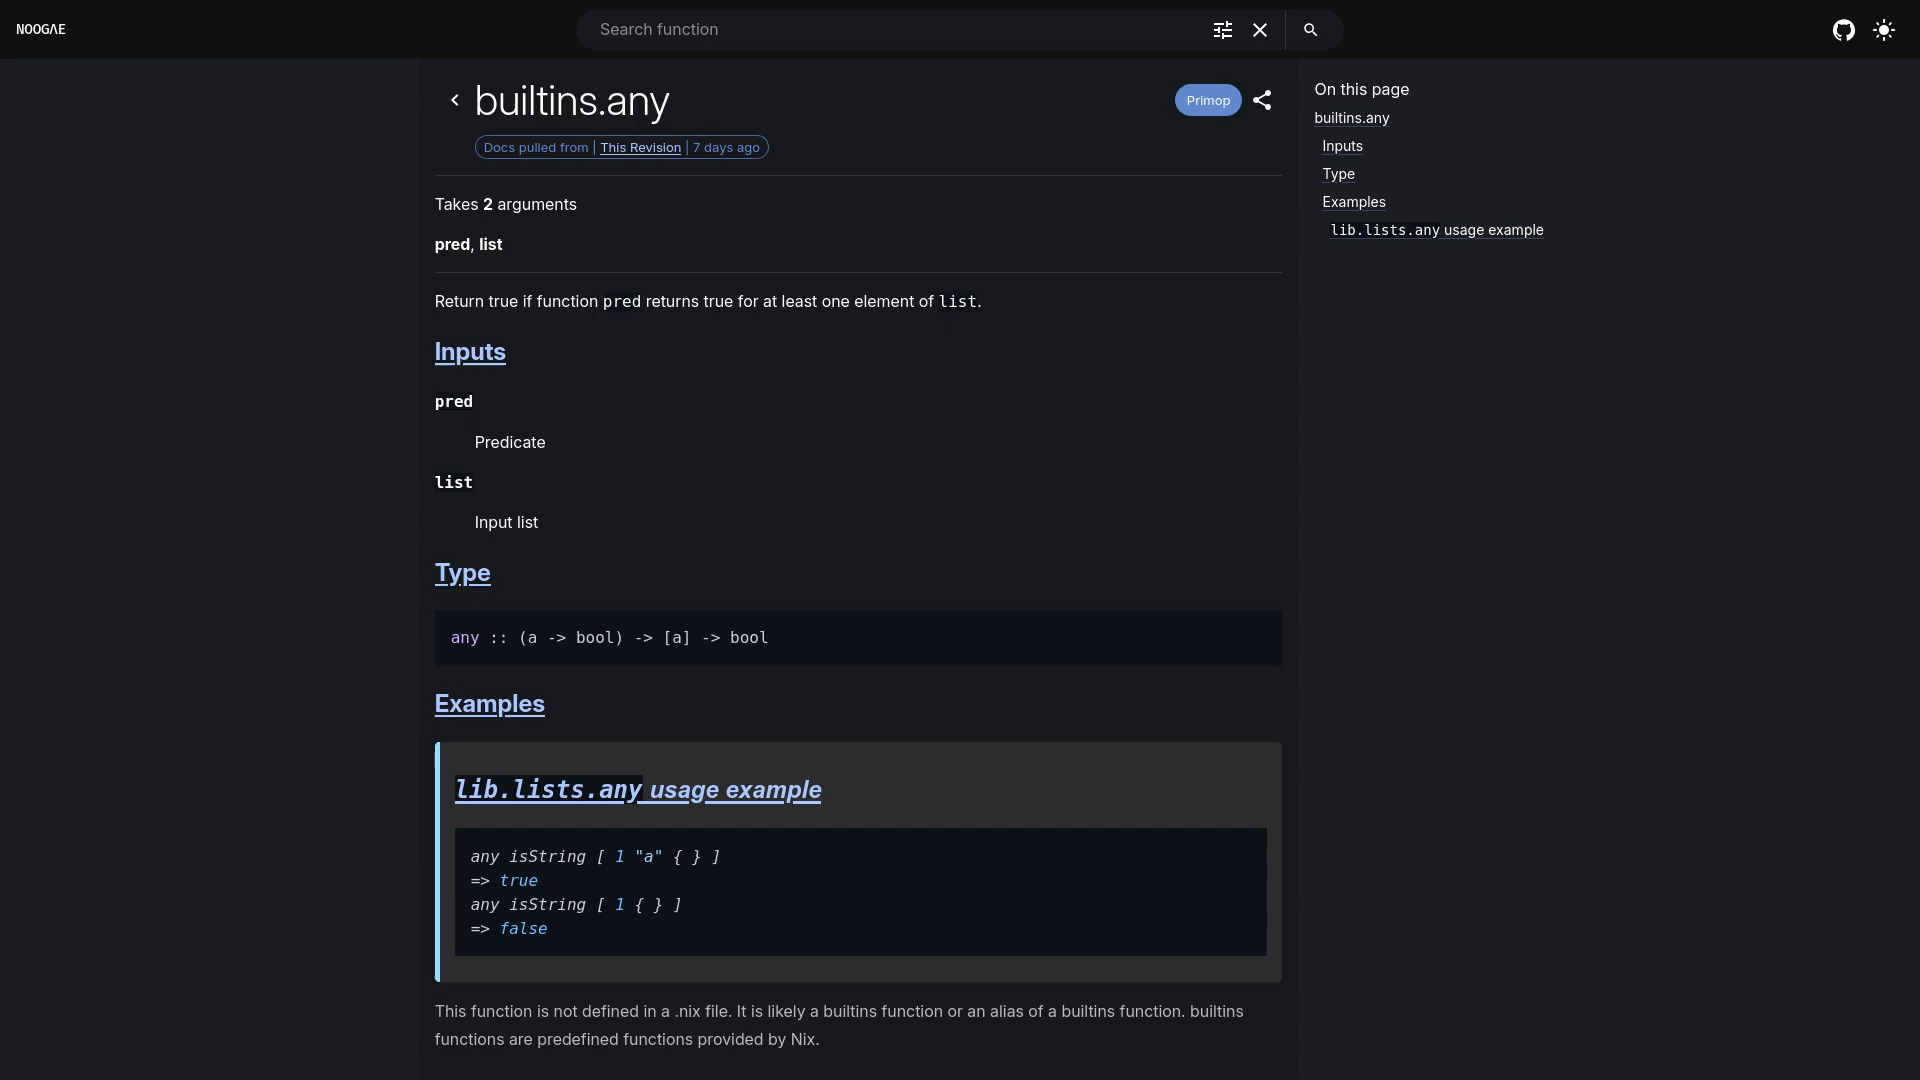 NOOGΛE
Search function
builtins.any
Primop
Docs pulled from | This Revision | 7 days ago
Takes 2 arguments
pred, list
Return true if function pred returns true for at least one element of list.
Inputs
pred
Predicate
list
Input list
Type
any :: (a -> bool) -> [a] -> bool
Examples
lib.lists.any usage example
any isString [ 1 "a" { } ]
=> true
any isString [ 1 { } ]
=> false
This function is not defined in a .nix file. It is likely a builtins function or an alias of a builtins function. builtins
functions are predefined functions provided by Nix.
On this page
builtins.any
Inputs
Type
Examples
lib.lists.any usage example